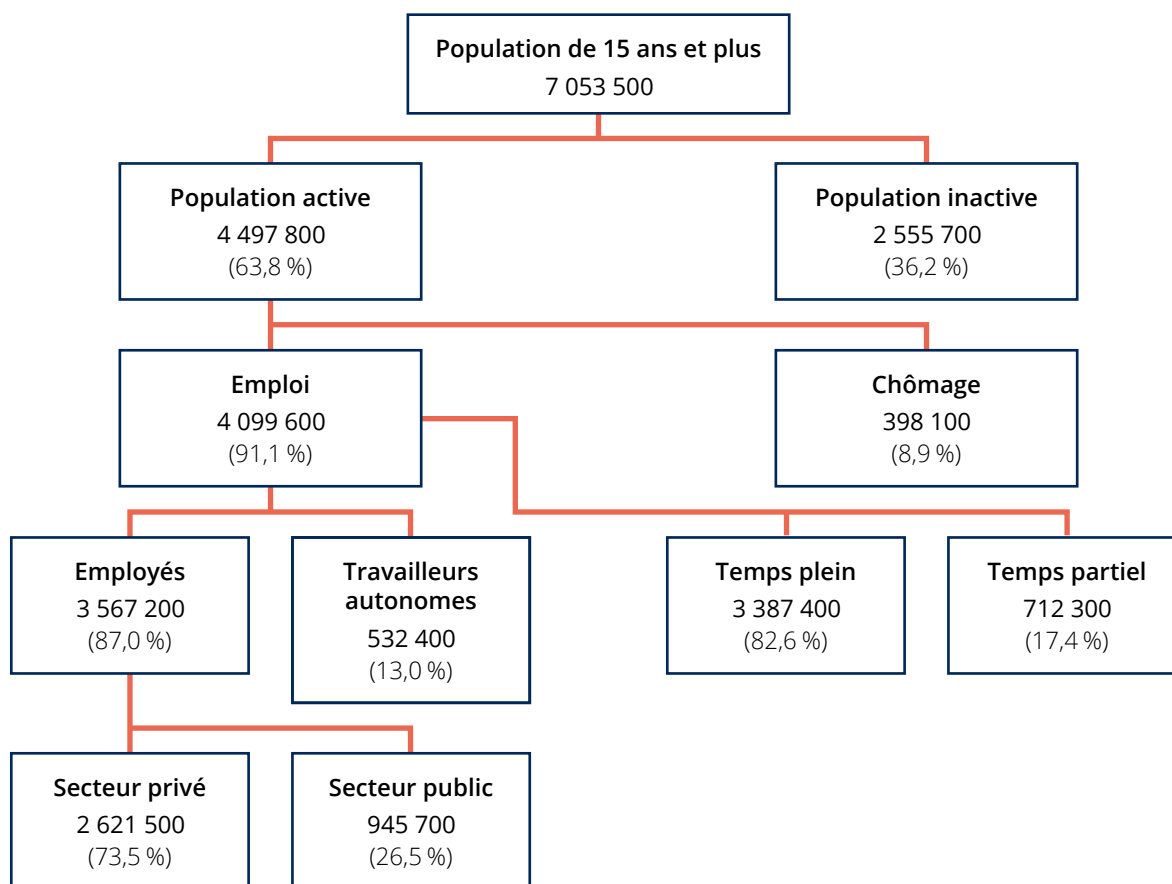 Population de 15 ans et plus
7 053 500
Population active
4 497 800
(63,8 %)
Population inactive
2 555 700
(36,2 %)
Emploi
4 099 600
(91,1 %)
Chômage
398 100
(8,9 %)
Employés
3 567 200
(87,0 %)
Travailleurs
autonomes
532 400
(13,0 %)
Temps plein
3 387 400
(82,6 %)
Temps partiel
712 300
(17,4 %)
Secteur privé
2 621 500
(73,5 %)
Secteur public
945 700
(26,5 %)